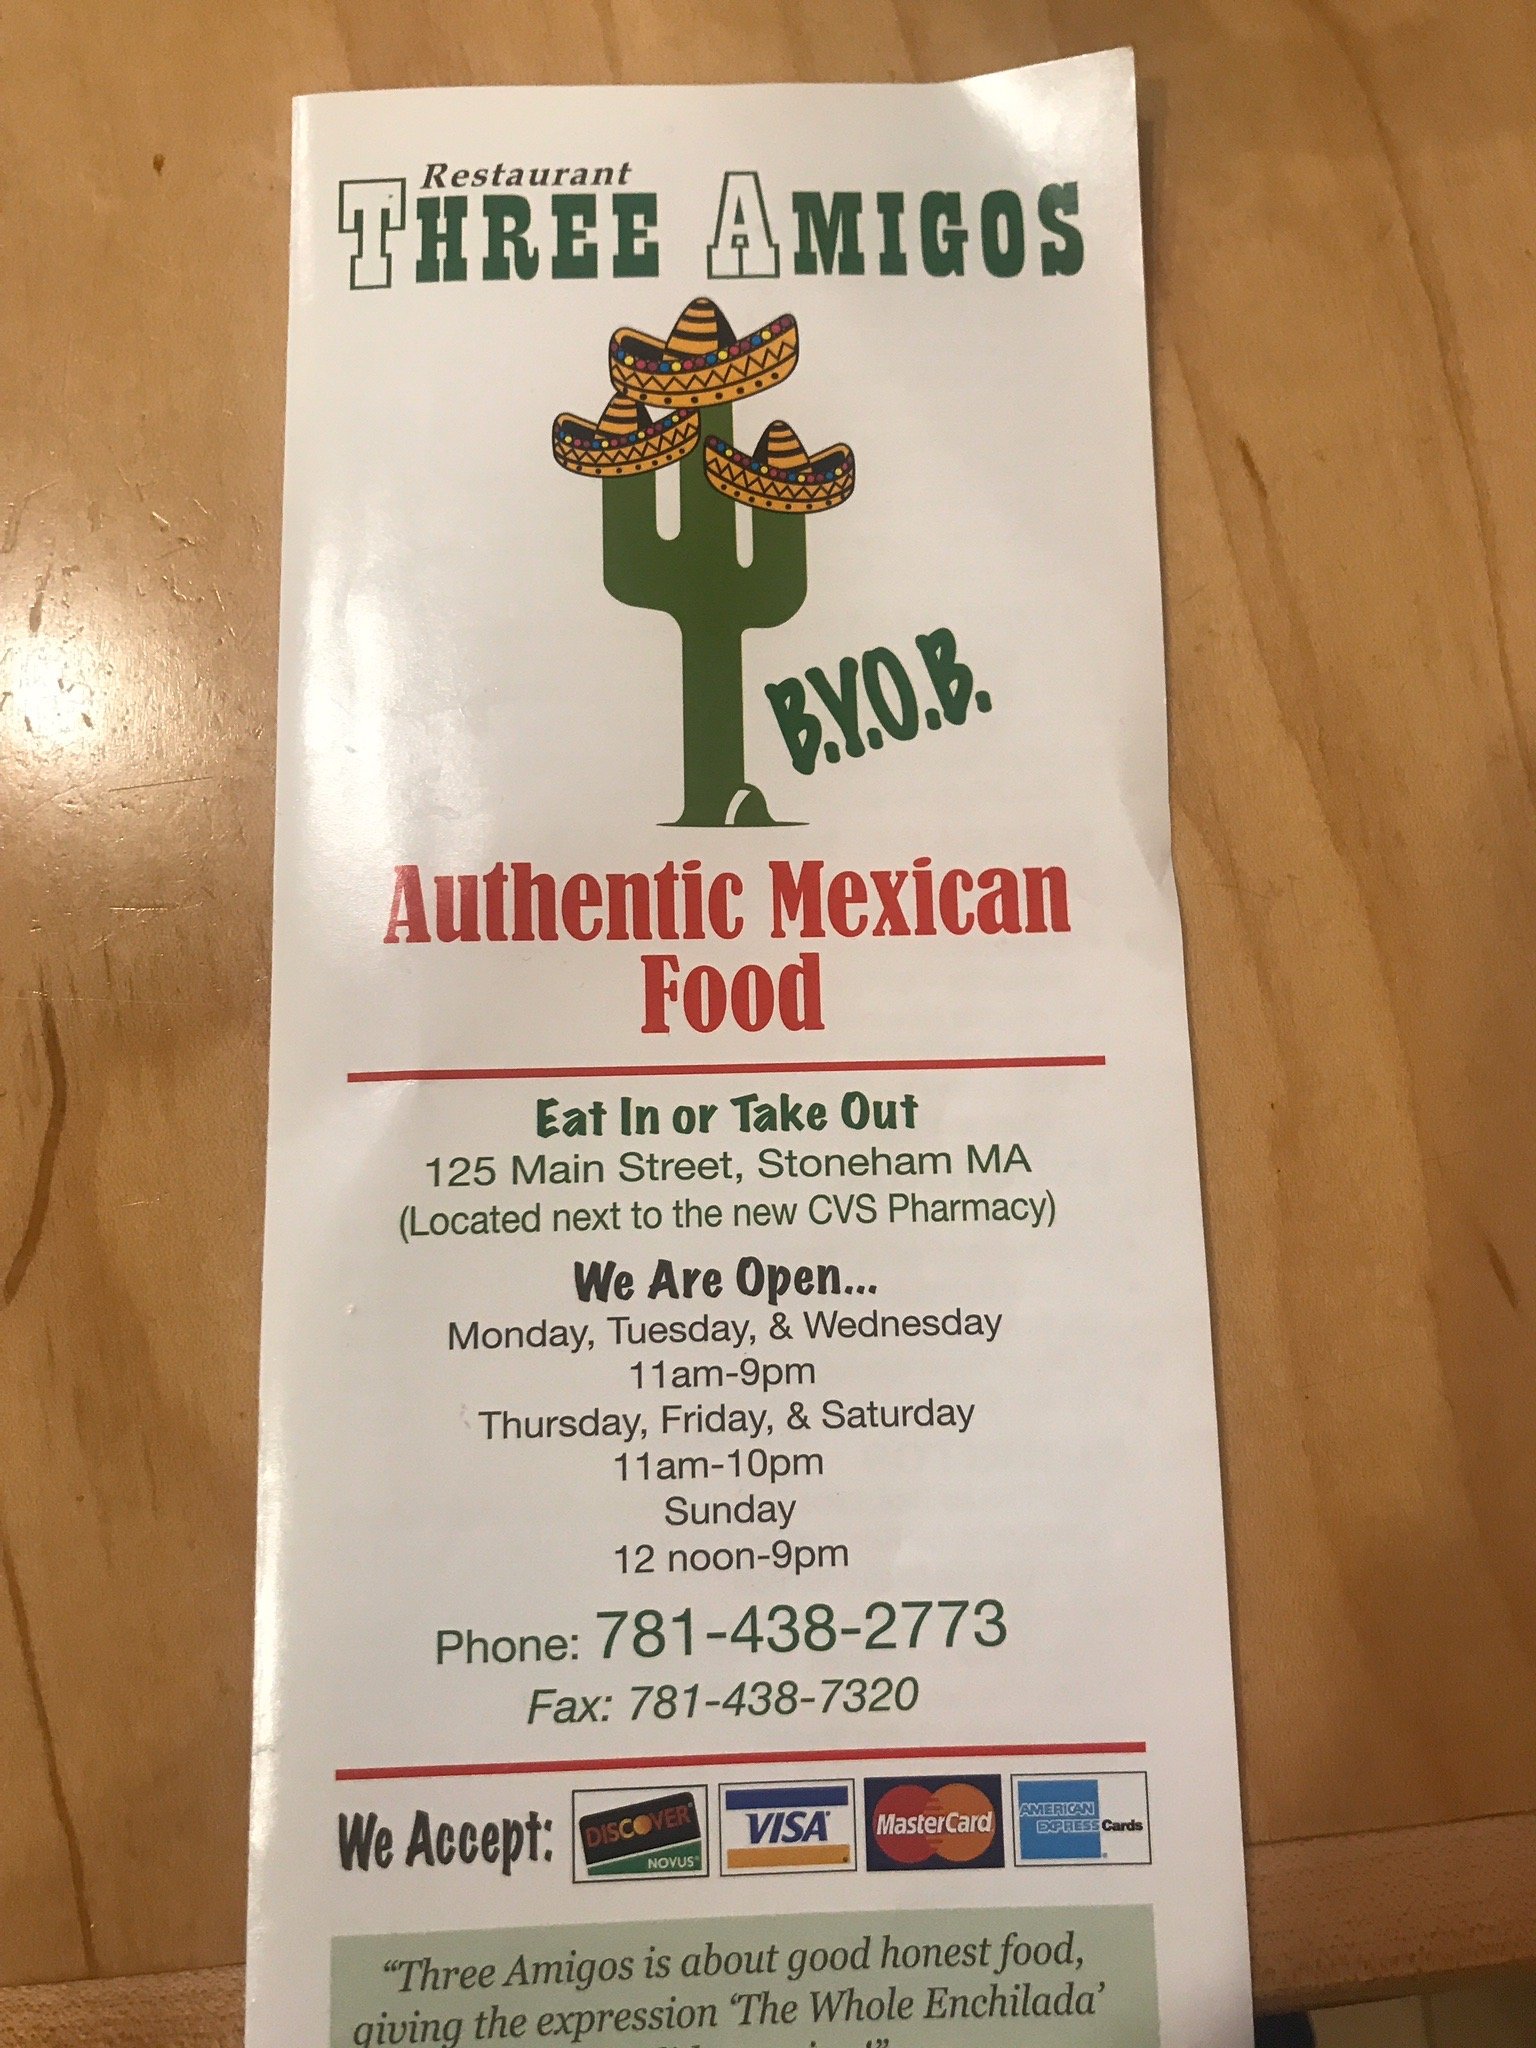 Restaurant
THREE AMIGOS
B.Y.O.B.
Authentic Mexican
Food
Eat In or Take Out
125 Main Street, Stoneham MA
(Located next to the new CVS Pharmacy)
We Are Open...
Monday, Tuesday, & Wednesday
11am-9pm
Thursday, Friday, & Saturday
11am-10pm
Sunday
12 noon-9pm
Phone: 781-438-2773
Fax: 781-438-7320
We Accept:
DISCOVER
NOVUS
VISA
MasterCard
AMERICAN
EXPRESS Cards
“Three Amigos is about good honest food,
giving the expression ‘The Whole Enchilada’